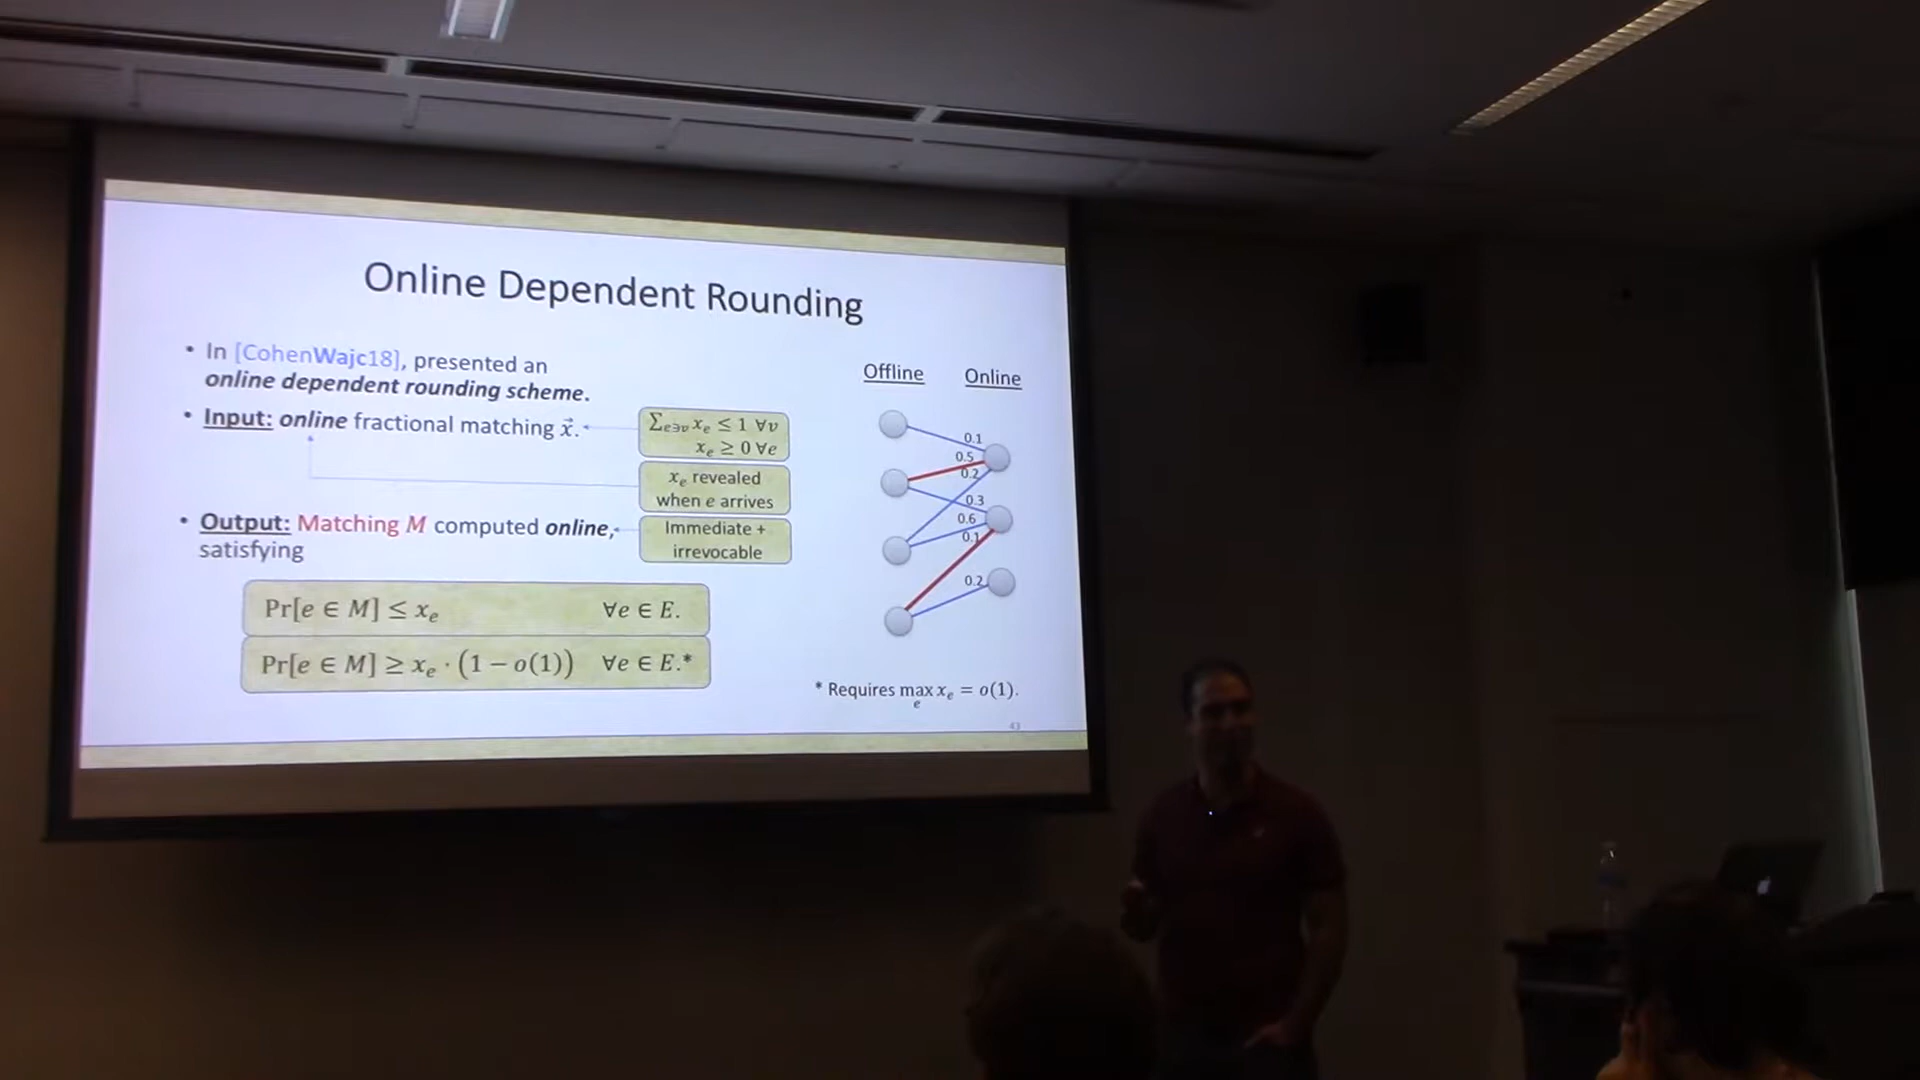 Online Dependent Rounding
• In [CohenWajc18], presented an
online dependent rounding scheme.
• Input: online fractional matching x⃗.
∑ₑ∋ᵥ xₑ ≤ 1 ∀v
xₑ ≥ 0 ∀e
xₑ revealed
when e arrives
• Output: Matching M computed online,
satisfying
Immediate +
irrevocable
Pr[e ∈ M] ≤ xₑ ∀e ∈ E.
Pr[e ∈ M] ≥ xₑ · (1 − o(1)) ∀e ∈ E.*
Offline Online
0.1
0.5
0.2
0.3
0.6
0.1
0.2
* Requires max xₑ = o(1).
e
43